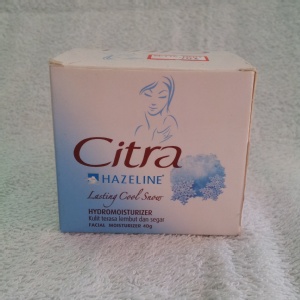 Citra
HAZELINE®
Lasting Cool Snow
HYDROMOISTURIZER
Kulit terasa lembut dan segar
FACIAL MOISTURIZER 40g